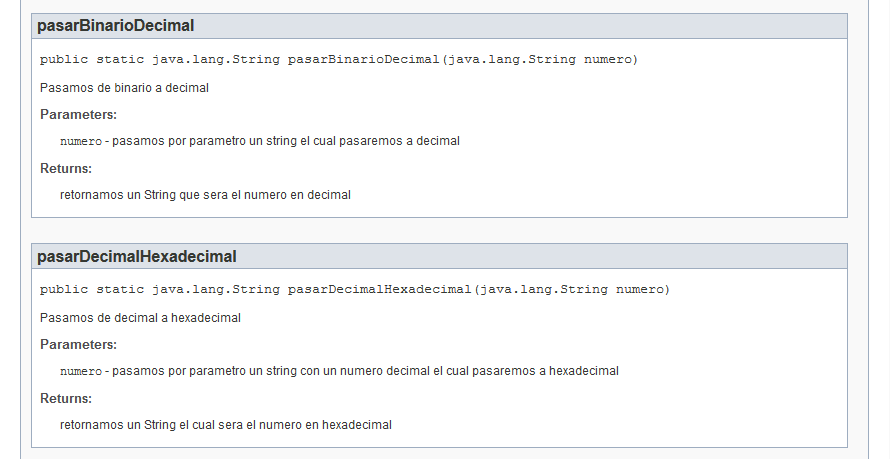 pasarBinarioDecimal
public static java.lang.String pasarBinarioDecimal(java.lang.String numero)
Pasamos de binario a decimal
Parameters:
numero - pasamos por parametro un string el cual pasaremos a decimal
Returns:
retornamos un String que sera el numero en decimal
pasarDecimalHexadecimal
public static java.lang.String pasarDecimalHexadecimal(java.lang.String numero)
Pasamos de decimal a hexadecimal
Parameters:
numero - pasamos por parametro un string con un numero decimal el cual pasaremos a hexadecimal
Returns:
retornamos un String el cual sera el numero en hexadecimal